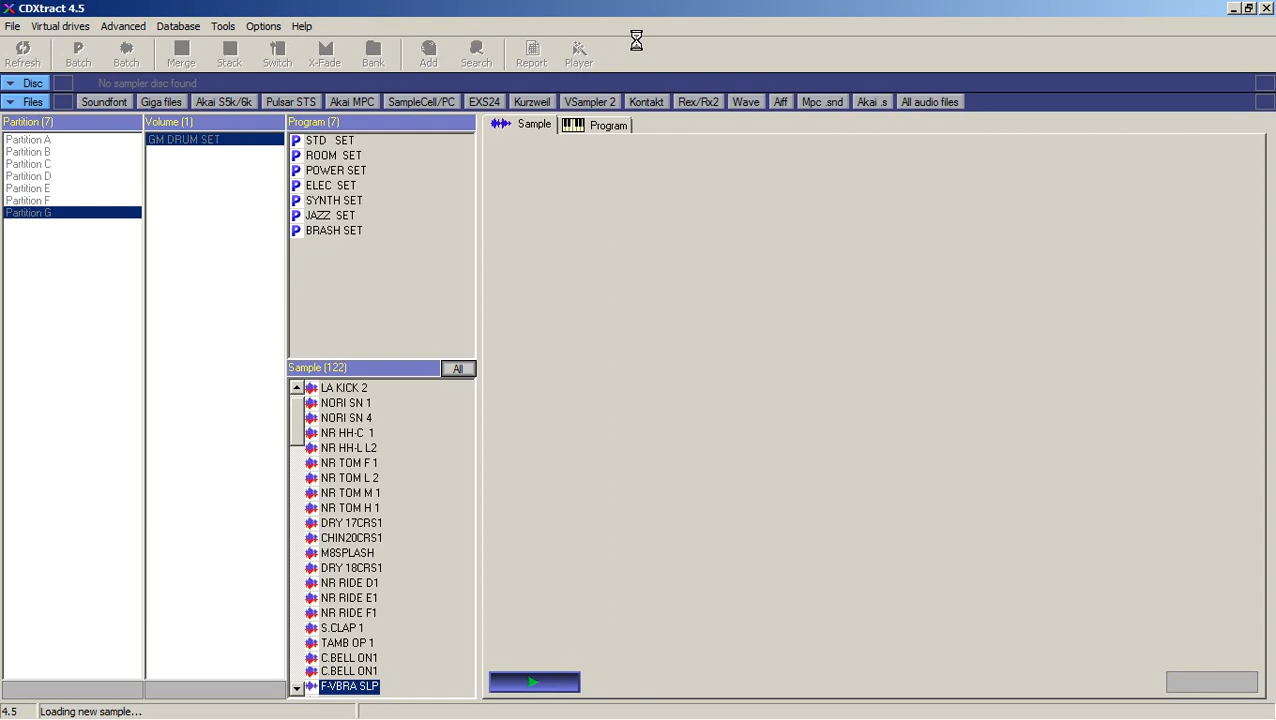 CDXtract 4.5
File Virtual drives Advanced Database Tools Options Help
Refresh Batch Batch Merge Stack Switch X-Fade Bank Add Search Report Player
Disc No sampler disc found
Files Soundfont Giga files Akai S5k/6k Pulsar STS Akai MPC SampleCell/PC EXS24 Kurzweil VSampler 2 Kontakt Rex/Rx2 Wave Aiff Mpc .snd Akai .s All audio files
Partition (7)
Partition A
Partition B
Partition C
Partition D
Partition E
Partition F
Partition G
Volume (1)
GM DRUM SET
Program (7)
P STD SET
P ROOM SET
P POWER SET
P ELEC SET
P SYNTH SET
P JAZZ SET
P BRASH SET
Sample (122) All
LA KICK 2
NORI SN 1
NORI SN 4
NR HH-C 1
NR HH-L L2
NR TOM F 1
NR TOM L 2
NR TOM M 1
NR TOM H 1
DRY 17CRS1
CHIN20CRS1
M8SPLASH
DRY 18CRS1
NR RIDE D1
NR RIDE E1
NR RIDE F1
S.CLAP 1
TAMB OP 1
C.BELL ON1
C.BELL ON1
F-VBRA SLP
Sample Program
4.5 Loading new sample...